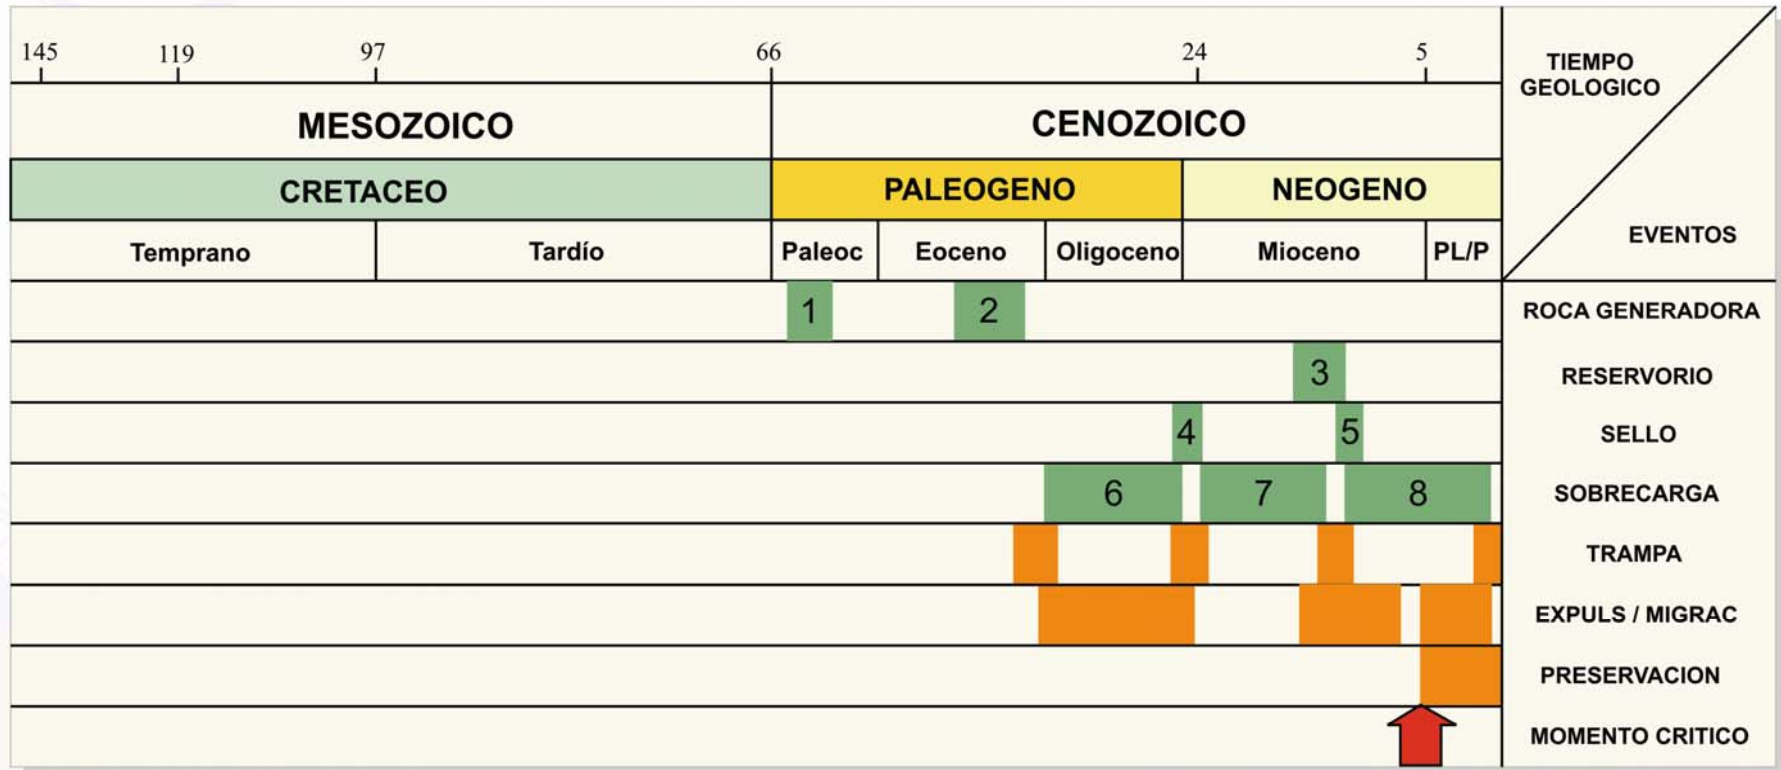 145 119 97 66 24 5
TIEMPO
GEOLOGICO
MESOZOICO CENOZOICO
CRETACEO PALEOGENO NEOGENO
EVENTOS
Temprano Tardío Paleoc Eoceno Oligoceno Mioceno PL/P
1 2 ROCA GENERADORA
3 RESERVORIO
4 5 SELLO
6 7 8 SOBRECARGA
TRAMPA
EXPULS / MIGRAC
PRESERVACION
MOMENTO CRITICO